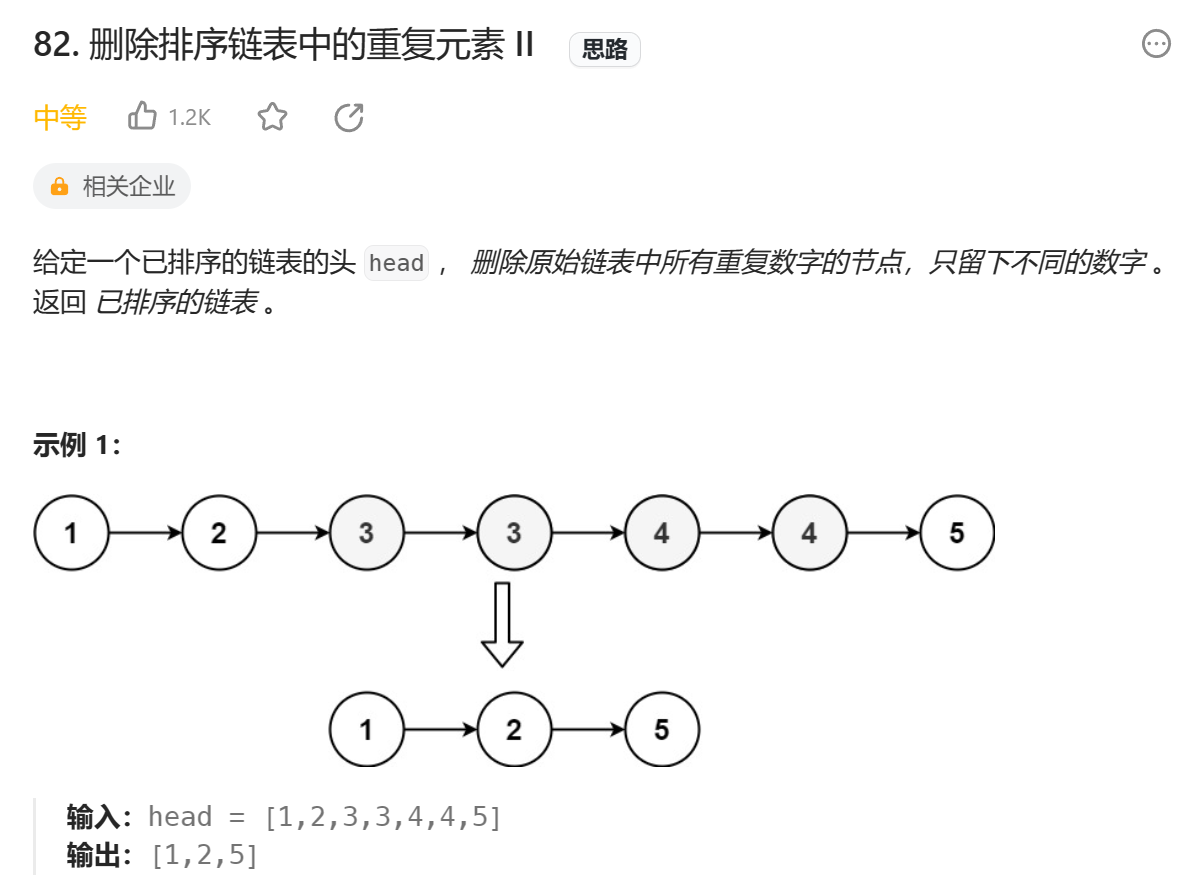 82. 删除排序链表中的重复元素 II 思路
中等 1.2K
相关企业
给定一个已排序的链表的头 head ， 删除原始链表中所有重复数字的节点，只留下不同的数字 。
返回 已排序的链表 。
示例 1：
1 2 3 3 4 4 5
1 2 5
输入：head = [1,2,3,3,4,4,5]
输出：[1,2,5]